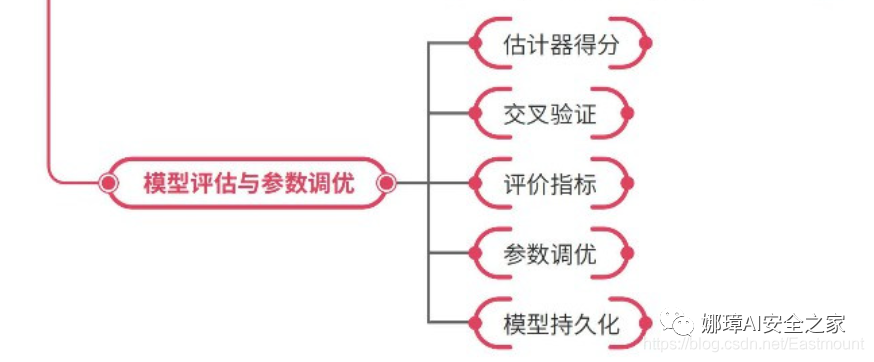 估计器得分
交叉验证
模型评估与参数调优
评价指标
参数调优
模型持久化
娜璋AI安全之家
https://blog.csdn.net/Eastmount